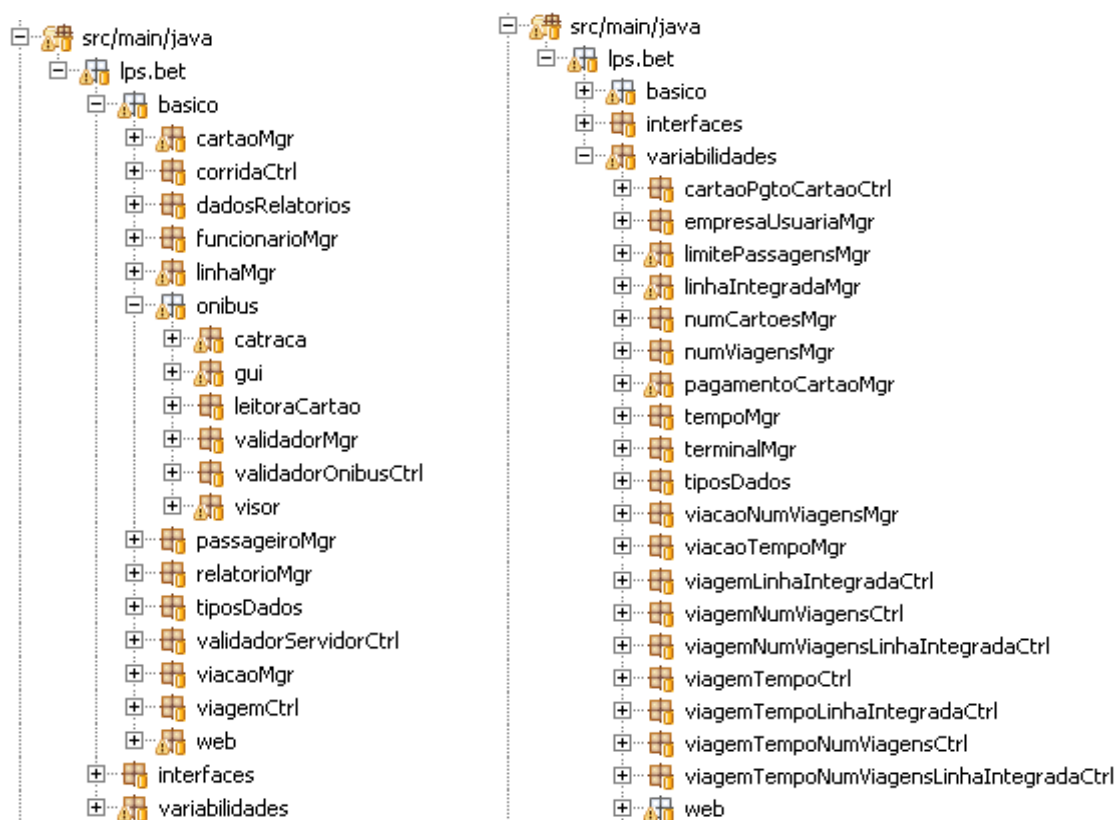 src/main/java
lps.bet
basico
cartaoMgr
corridaCtrl
dadosRelatorios
funcionarioMgr
linhaMgr
onibus
catraca
gui
leitoraCartao
validadorMgr
validadorOnibusCtrl
visor
passageiroMgr
relatorioMgr
tiposDados
validadorServidorCtrl
viacaoMgr
viagemCtrl
web
interfaces
variabilidades
src/main/java
lps.bet
basico
interfaces
variabilidades
cartaoPgtoCartaoCtrl
empresaUsuariaMgr
limitePassagensMgr
linhaIntegradaMgr
numCartoesMgr
numViagensMgr
pagamentoCartaoMgr
tempoMgr
terminalMgr
tiposDados
viacaoNumViagensMgr
viacaoTempoMgr
viagemLinhaIntegradaCtrl
viagemNumViagensCtrl
viagemNumViagensLinhaIntegradaCtrl
viagemTempoCtrl
viagemTempoLinhaIntegradaCtrl
viagemTempoNumViagensCtrl
viagemTempoNumViagensLinhaIntegradaCtrl
web